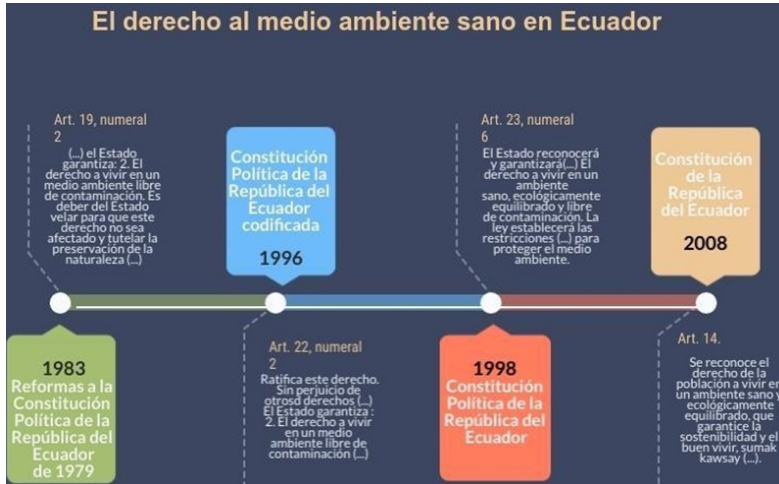 El derecho al medio ambiente sano en Ecuador
Art. 19, numeral
2
(...) el Estado
garantiza: 2. El
derecho a vivir en un
medio ambiente libre
de contaminación. Es
deber del Estado
velar para que este
derecho no sea
afectado y tutelar la
preservación de la
naturaleza (...)
Constitución
Política de la
República del
Ecuador
codificada
1996
Art. 23, numeral
6
El Estado reconocerá
y garantizará(...) El
derecho a vivir en un
ambiente
sano, ecológicamente
equilibrado y libre
de contaminación. La
ley establecerá las
restricciones (...) para
proteger el medio
ambiente.
Constitución
de la
República
del Ecuador
2008
1983
Reformas a la
Constitución
Política de la
República del
Ecuador
de 1979
Art. 22, numeral
2
Ratifica este derecho.
Sin perjuicio de
otrosd derechos (...)
El Estado garantiza :
2. El derecho a vivir
en un medio
ambiente libre de
contaminación (...)
1998
Constitución
Política de la
República del
Ecuador
Art. 14.
Se reconoce el
derecho de la
población a vivir en
un ambiente sano y
ecológicamente
equilibrado, que
garantice la
sostenibilidad y el
buen vivir, sumak
kawsay (...).